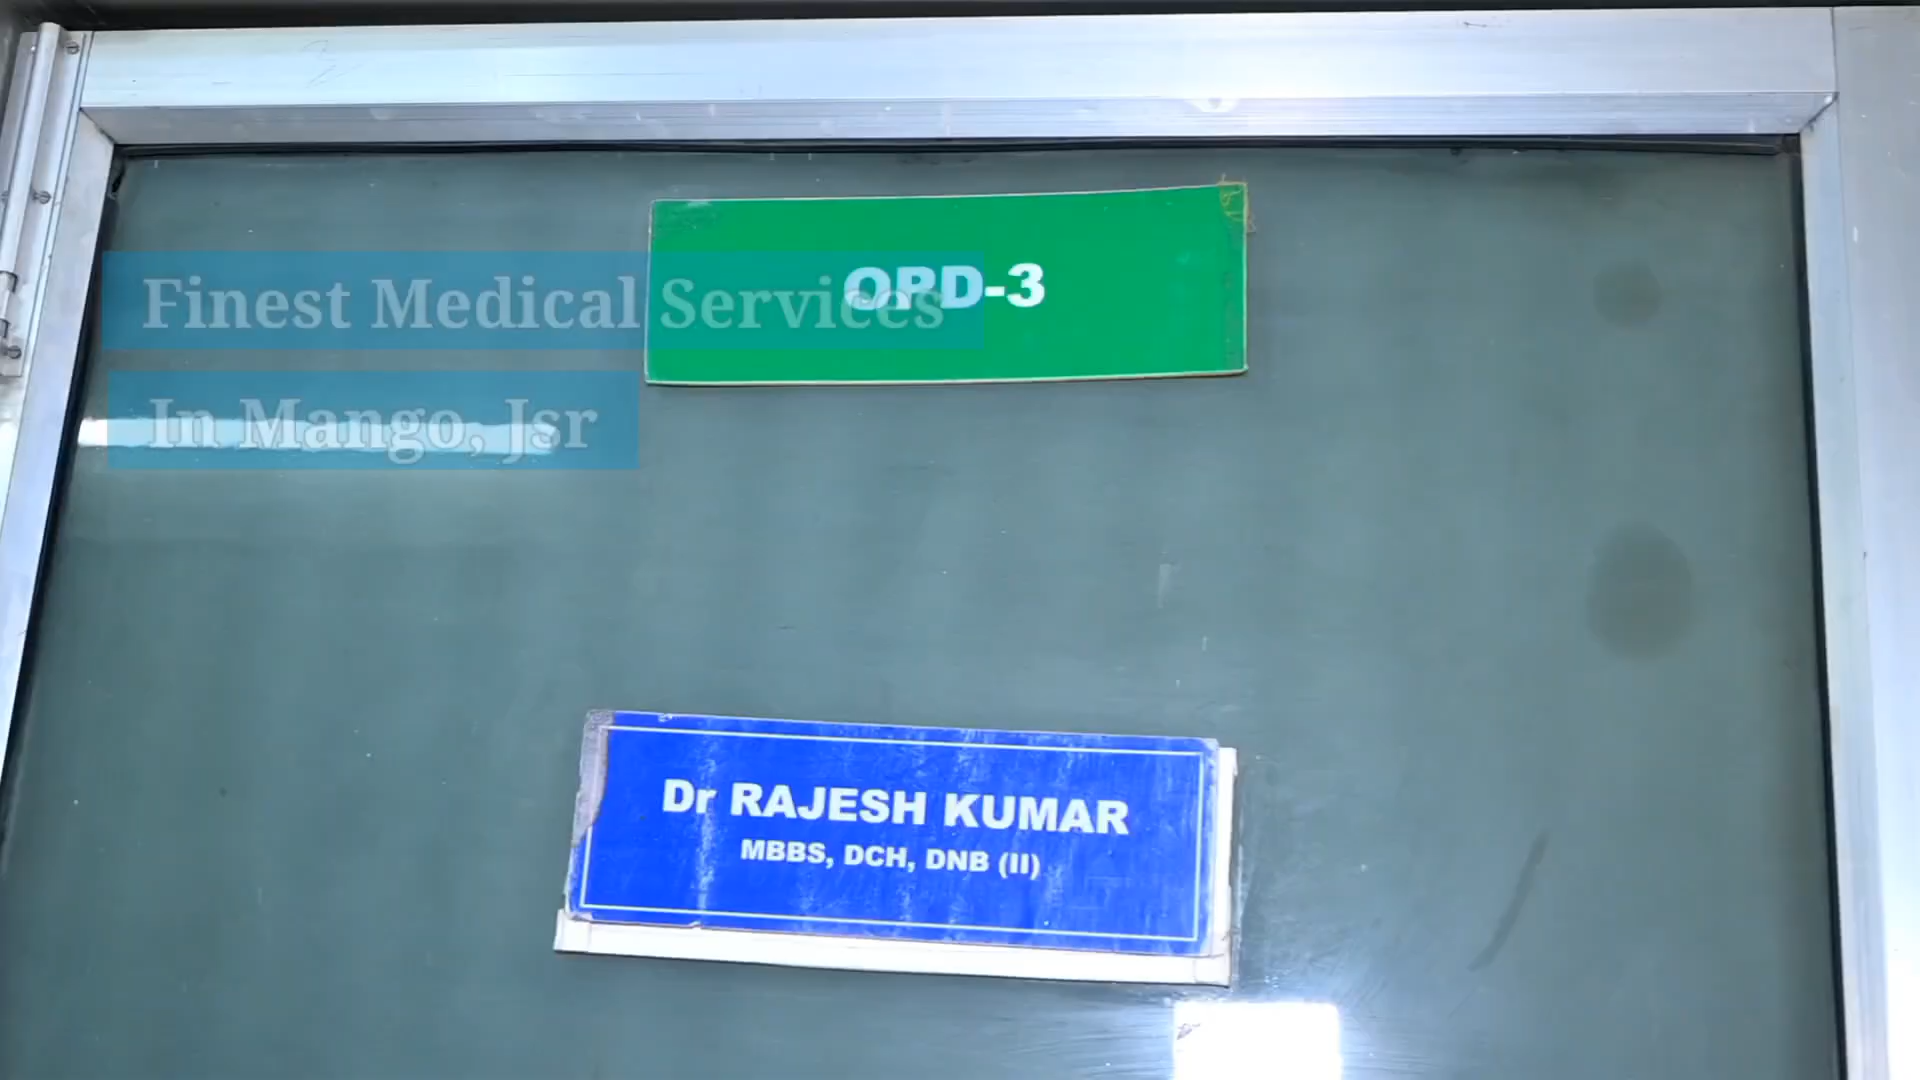 OPD-3
Finest Medical Services
In Mango, Jsr
Dr RAJESH KUMAR
MBBS, DCH, DNB (II)